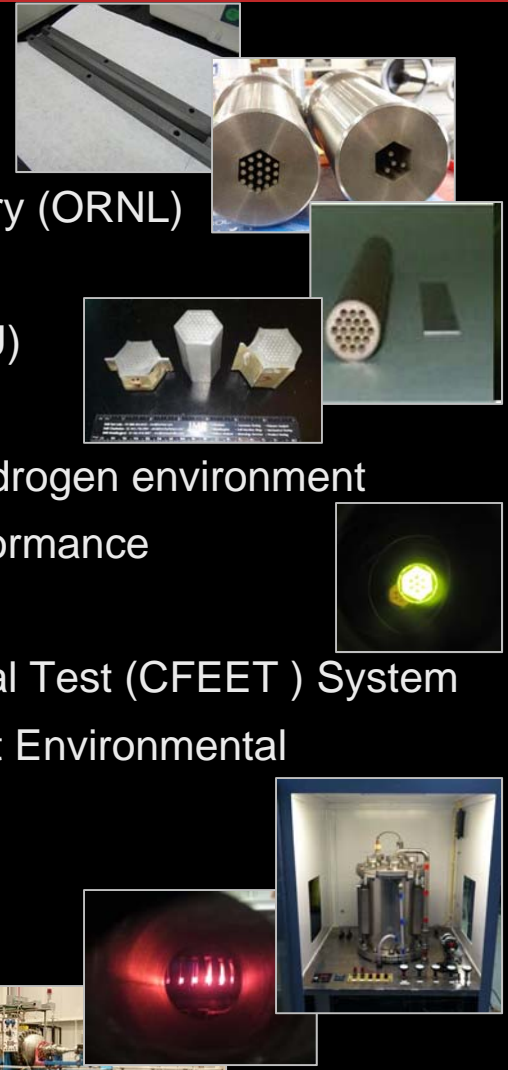 ry (ORNL)
J)
drogen environment
ormance
al Test (CFEET ) System
t Environmental